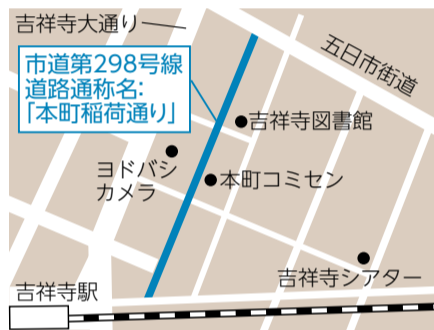 吉祥寺大通り
五日市街道
市道第298号線
道路通称名:
「本町稲荷通り」
吉祥寺図書館
ヨドバシ
カメラ
本町コミセン
吉祥寺シアター
吉祥寺駅